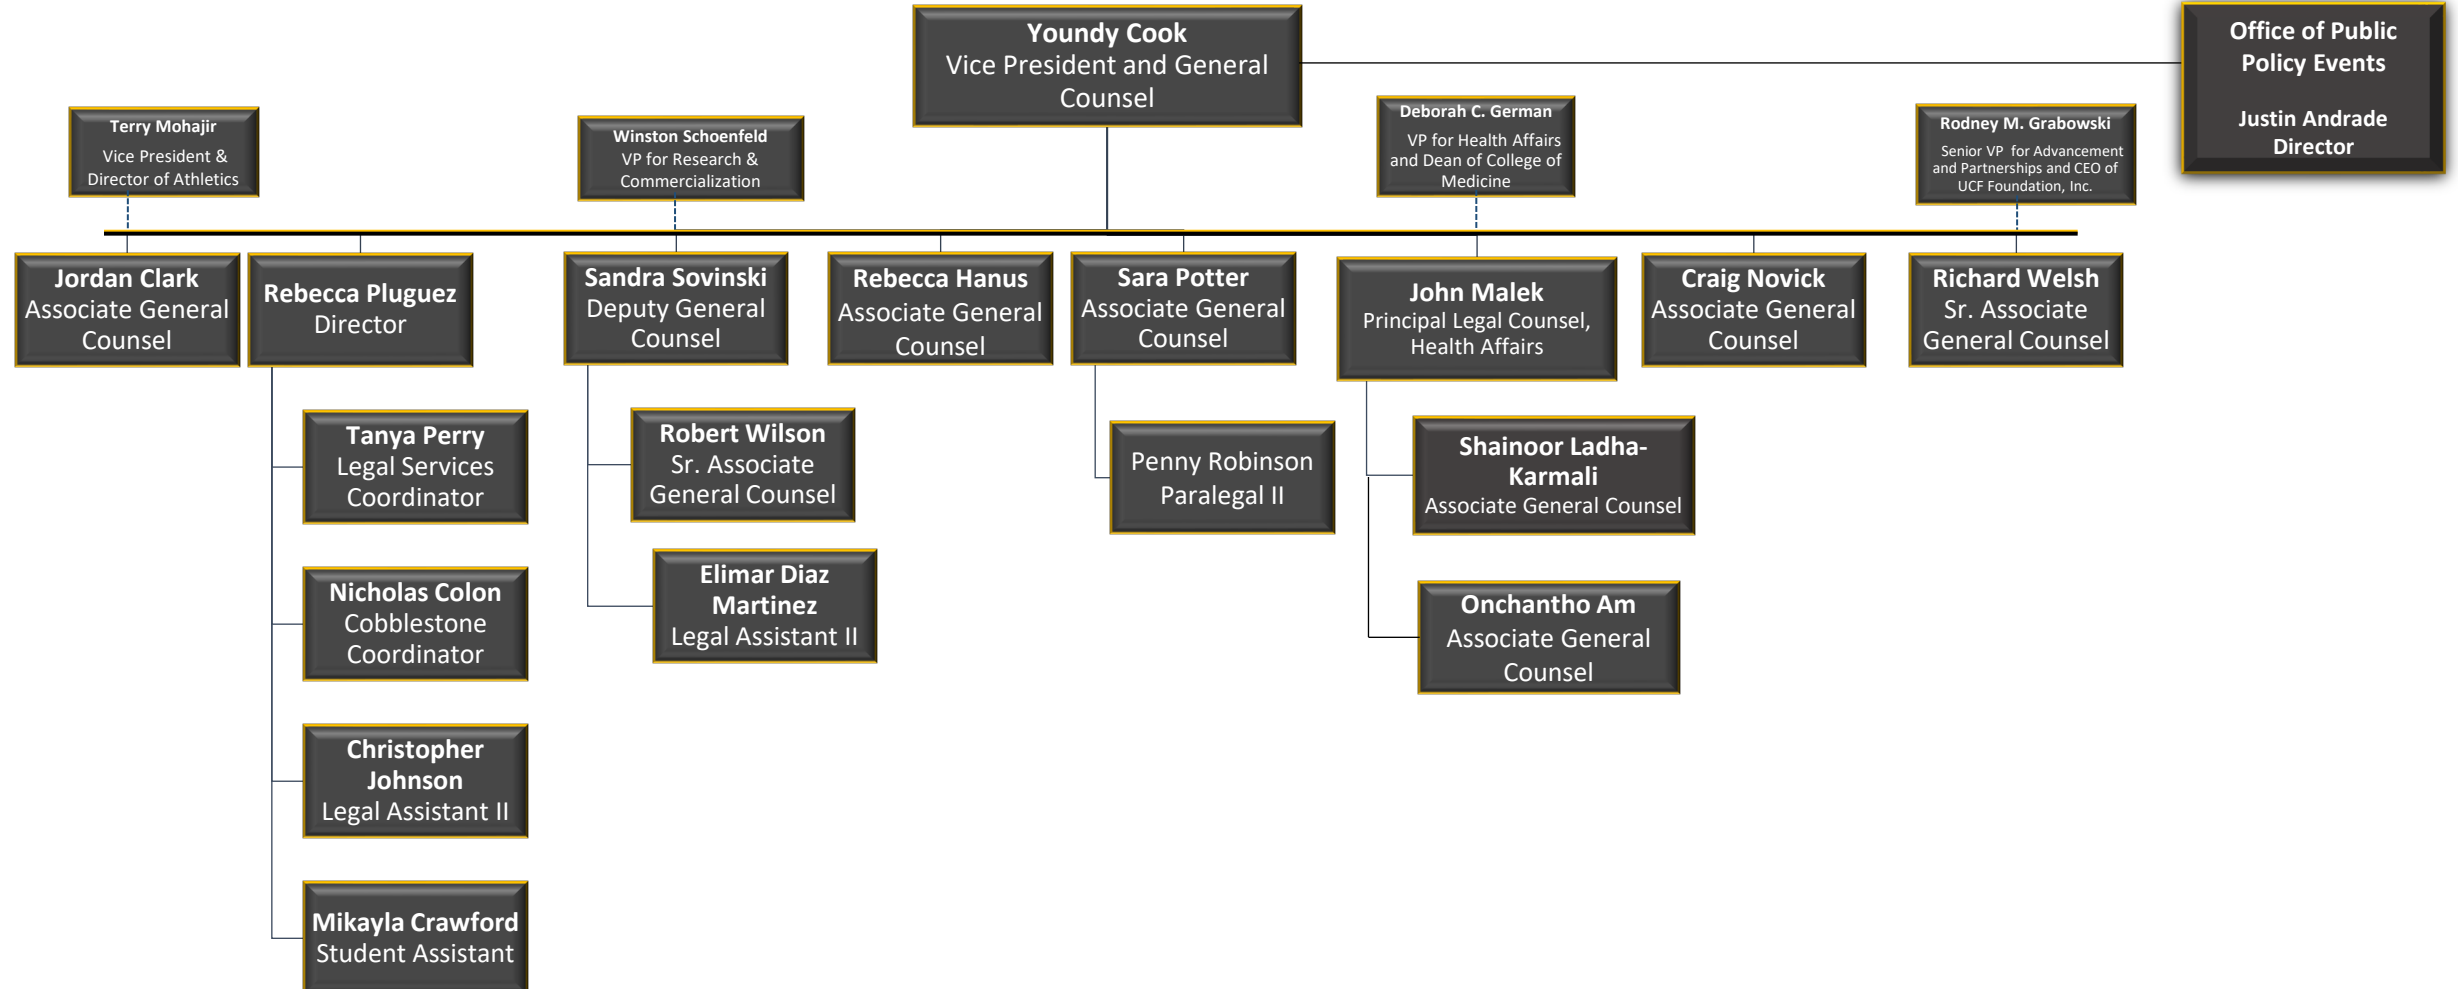 Youndy Cook
Vice President and General
Counsel
Office of Public
Policy Events
Justin Andrade
Director
Terry Mohajir
Vice President &
Director of Athletics
Winston Schoenfeld
VP for Research &
Commercialization
Deborah C. German
VP for Health Affairs
and Dean of College of
Medicine
Rodney M. Grabowski
Senior VP for Advancement
and Partnerships and CEO of
UCF Foundation, Inc.
Jordan Clark
Associate General
Counsel
Rebecca Pluguez
Director
Sandra Sovinski
Deputy General
Counsel
Rebecca Hanus
Associate General
Counsel
Sara Potter
Associate General
Counsel
John Malek
Principal Legal Counsel,
Health Affairs
Craig Novick
Associate General
Counsel
Richard Welsh
Sr. Associate
General Counsel
Tanya Perry
Legal Services
Coordinator
Robert Wilson
Sr. Associate
General Counsel
Penny Robinson
Paralegal II
Shainoor Ladha-
Karmali
Associate General Counsel
Nicholas Colon
Cobblestone
Coordinator
Elimar Diaz
Martinez
Legal Assistant II
Onchantho Am
Associate General
Counsel
Christopher
Johnson
Legal Assistant II
Mikayla Crawford
Student Assistant